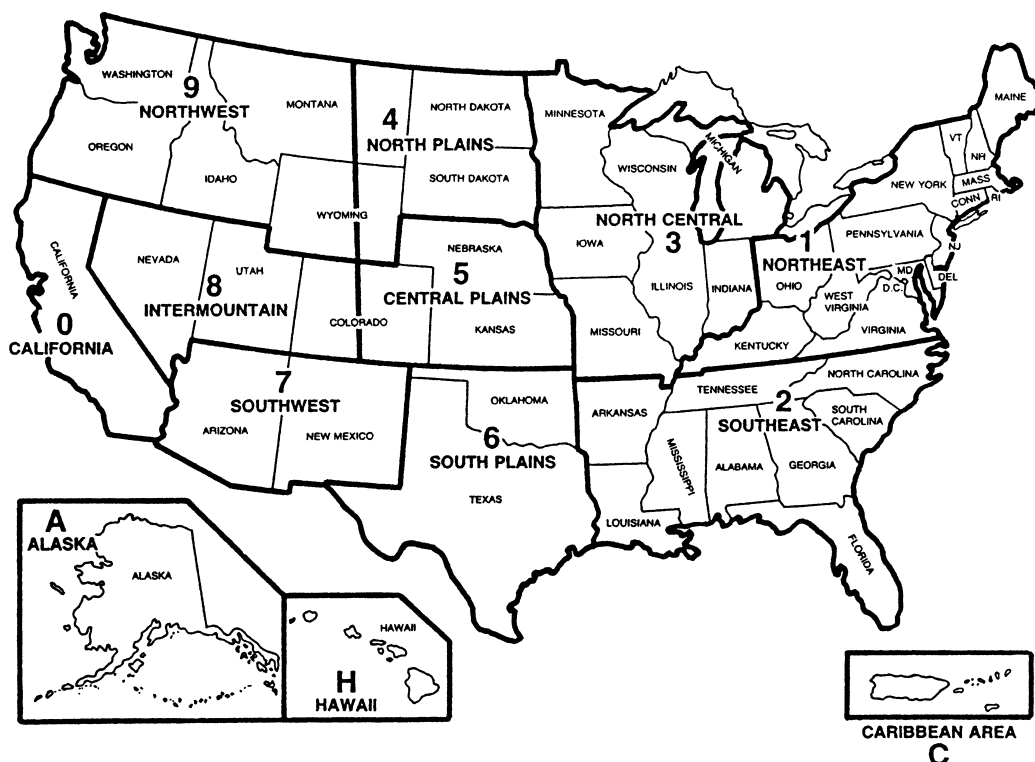 WASHINGTON
9
NORTHWEST
MONTANA
OREGON
IDAHO
4
NORTH PLAINS
NORTH DAKOTA
SOUTH DAKOTA
WYOMING
MINNESOTA
WISCONSIN
MICHIGAN
IOWA
NORTH CENTRAL
3
ILLINOIS
INDIANA
MISSOURI
MAINE
VT
NH
MASS
CONN
RI
NEW YORK
PENNSYLVANIA
NJ
1
NORTHEAST
OHIO
MD
DEL
D.C.
WEST
VIRGINIA
VIRGINIA
KENTUCKY
CALIFORNIA
0
CALIFORNIA
NEVADA
UTAH
8
INTERMOUNTAIN
COLORADO
NEBRASKA
5
CENTRAL PLAINS
KANSAS
7
SOUTHWEST
ARIZONA
NEW MEXICO
OKLAHOMA
6
SOUTH PLAINS
TEXAS
ARKANSAS
LOUISIANA
TENNESSEE
NORTH CAROLINA
2
SOUTHEAST
SOUTH
CAROLINA
MISSISSIPPI
ALABAMA
GEORGIA
FLORIDA
A
ALASKA
ALASKA
HAWAII
H
HAWAII
CARIBBEAN AREA
C